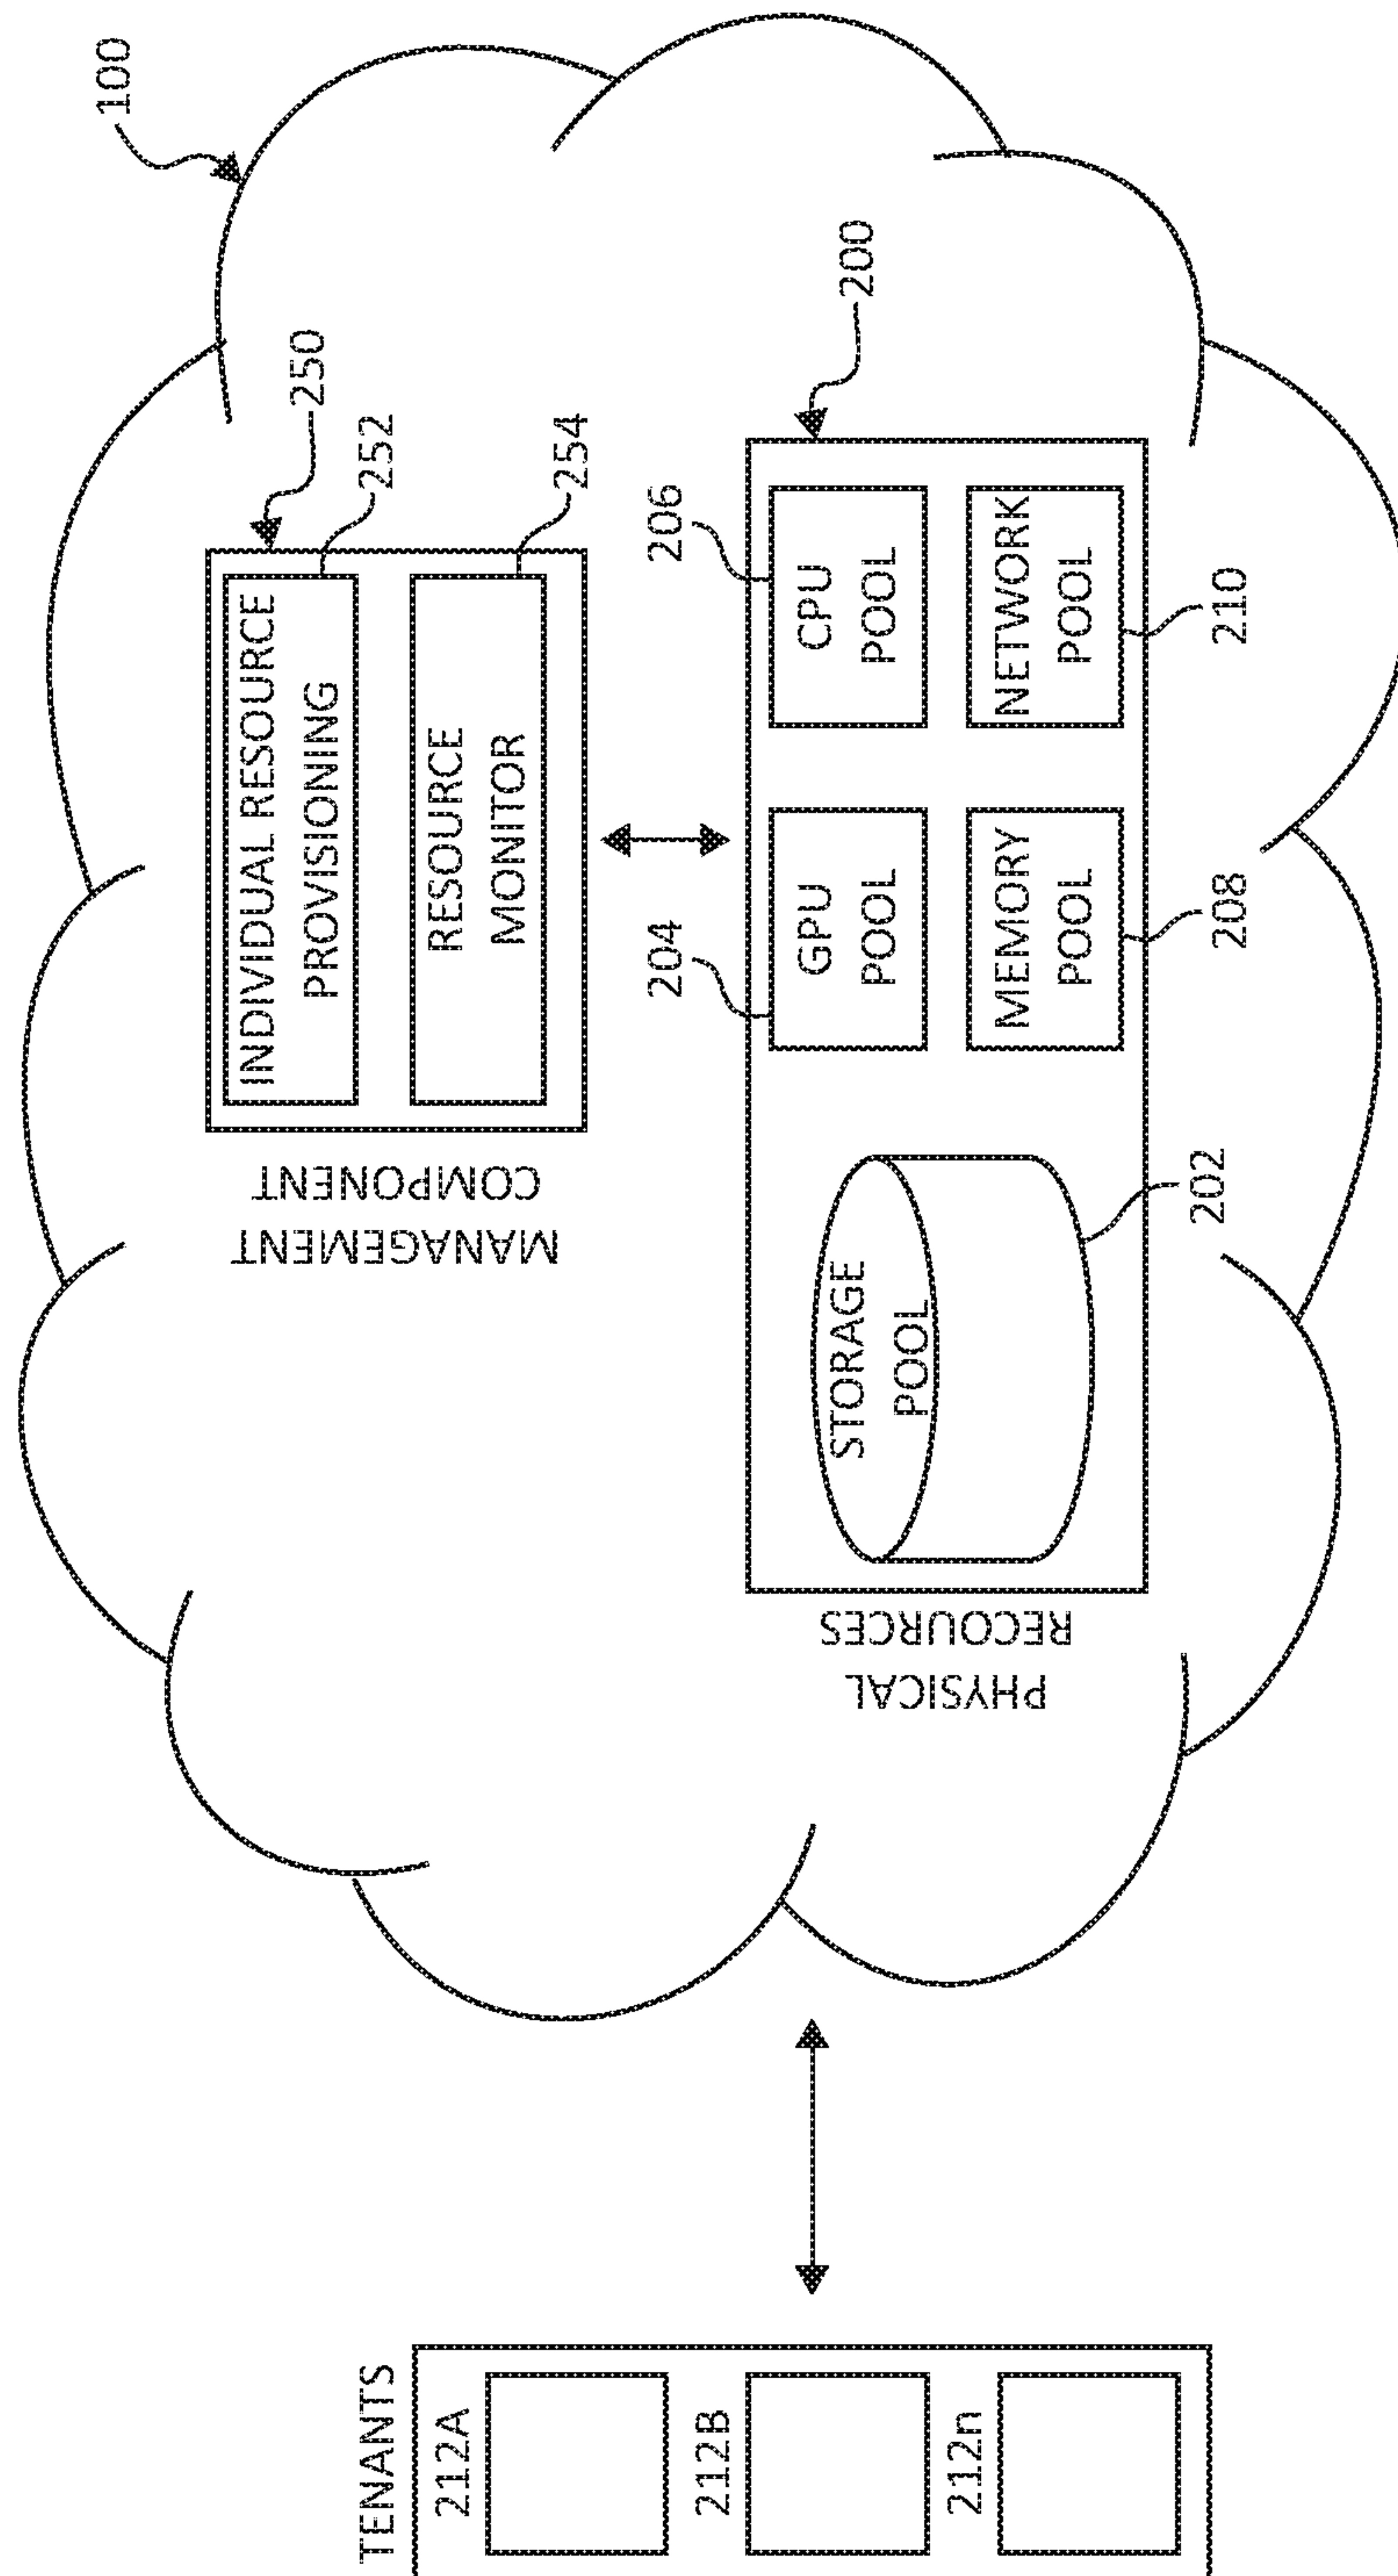 100
MANAGEMENT
COMPONENT
250
INDIVIDUAL RESOURCE
PROVISIONING
252
RESOURCE
MONITOR
254
TENANTS
212A
212B
212n
PHYSICAL
RECOURCES
200
STORAGE
POOL
202
204
GPU
POOL
206
CPU
POOL
MEMORY
POOL
208
NETWORK
POOL
210